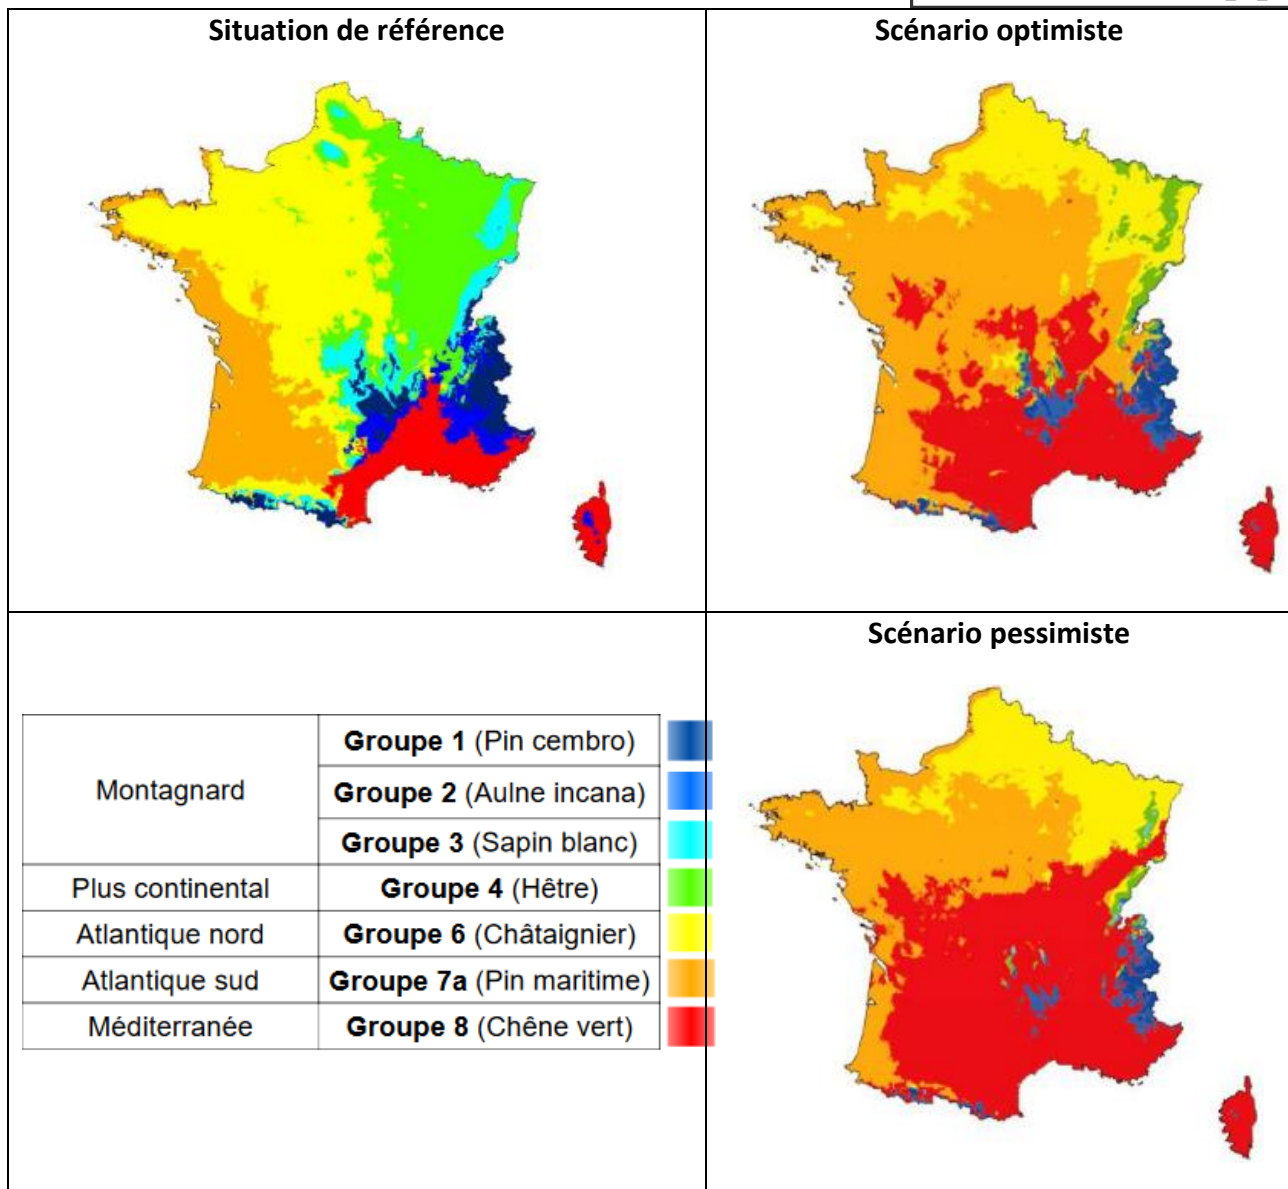 Situation de référence
Scénario optimiste
Scénario pessimiste
Montagnard
Groupe 1 (Pin cembro)
Groupe 2 (Aulne incana)
Groupe 3 (Sapin blanc)
Plus continental
Groupe 4 (Hêtre)
Atlantique nord
Groupe 6 (Châtaignier)
Atlantique sud
Groupe 7a (Pin maritime)
Méditerranée
Groupe 8 (Chêne vert)